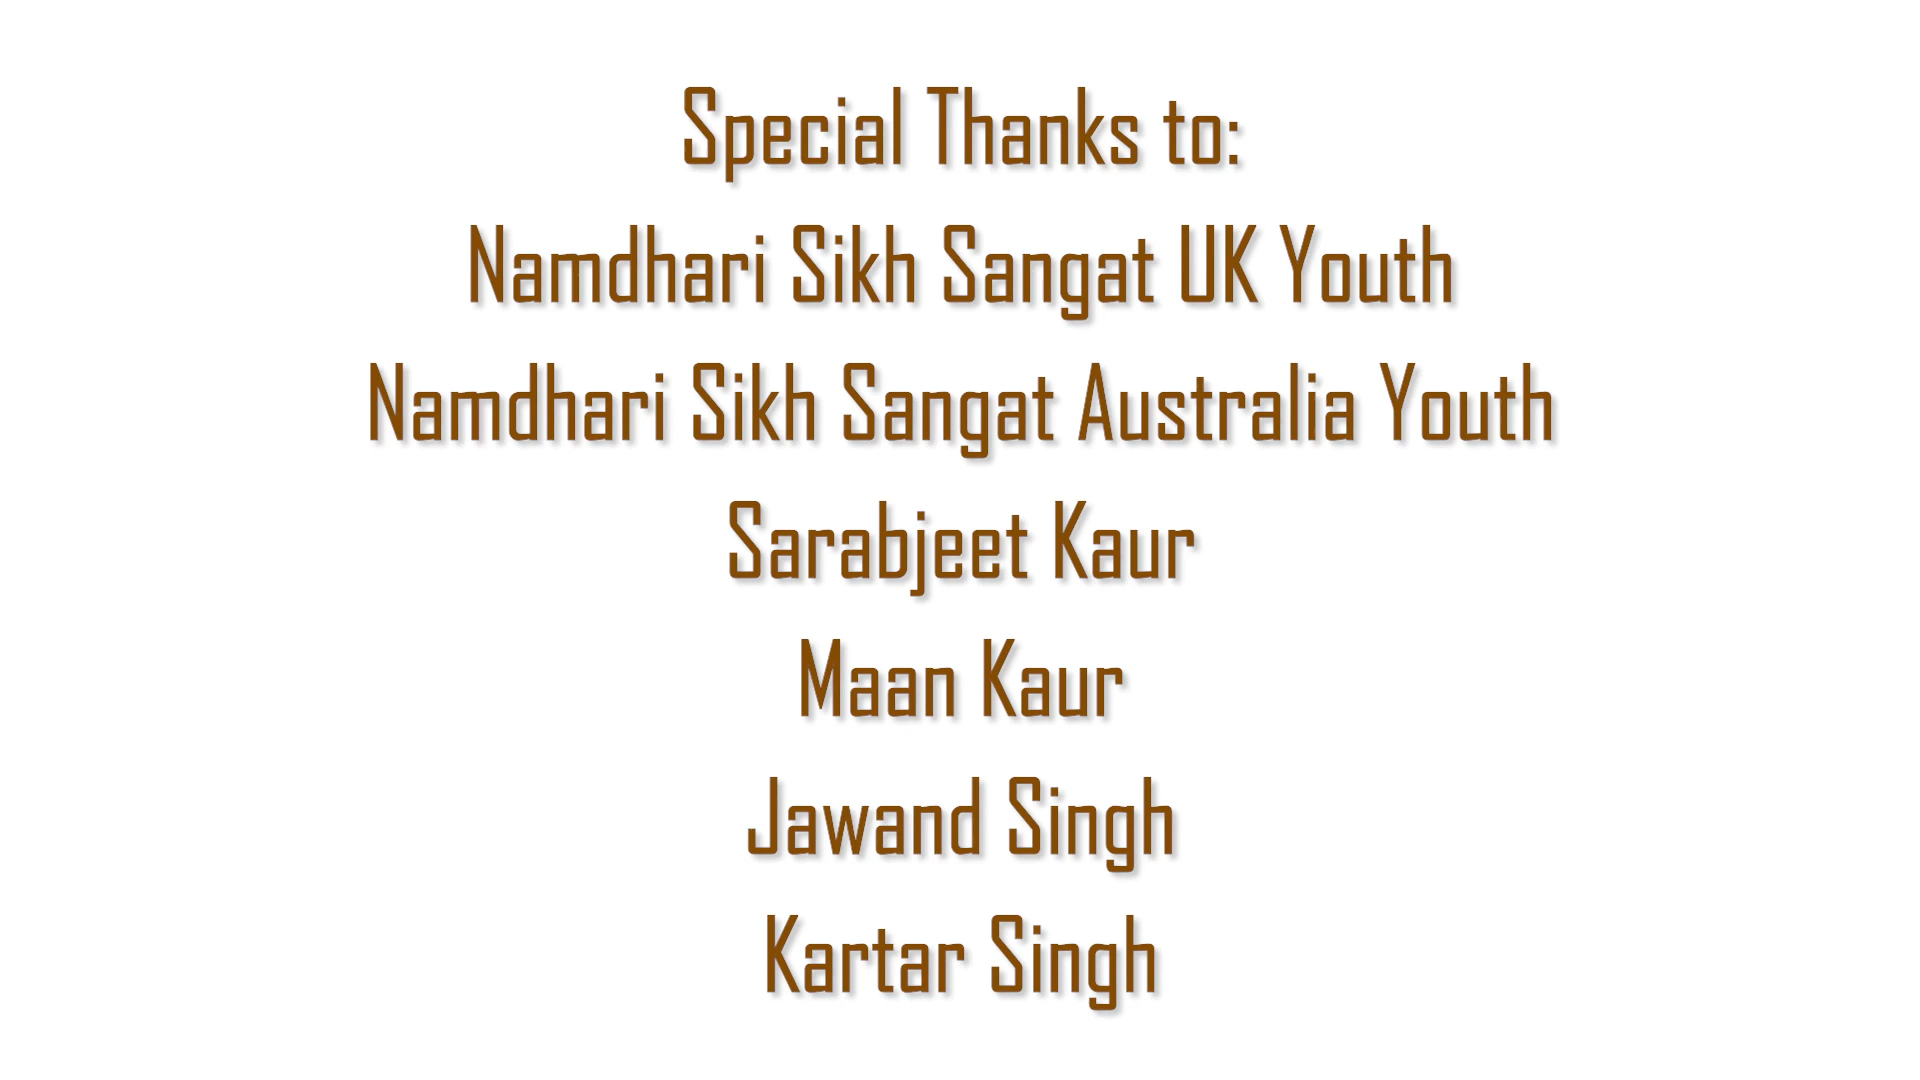 Special Thanks to:
Namdhari Sikh Sangat UK Youth
Namdhari Sikh Sangat Australia Youth
Sarabjeet Kaur
Maan Kaur
Jawand Singh
Kartar Singh